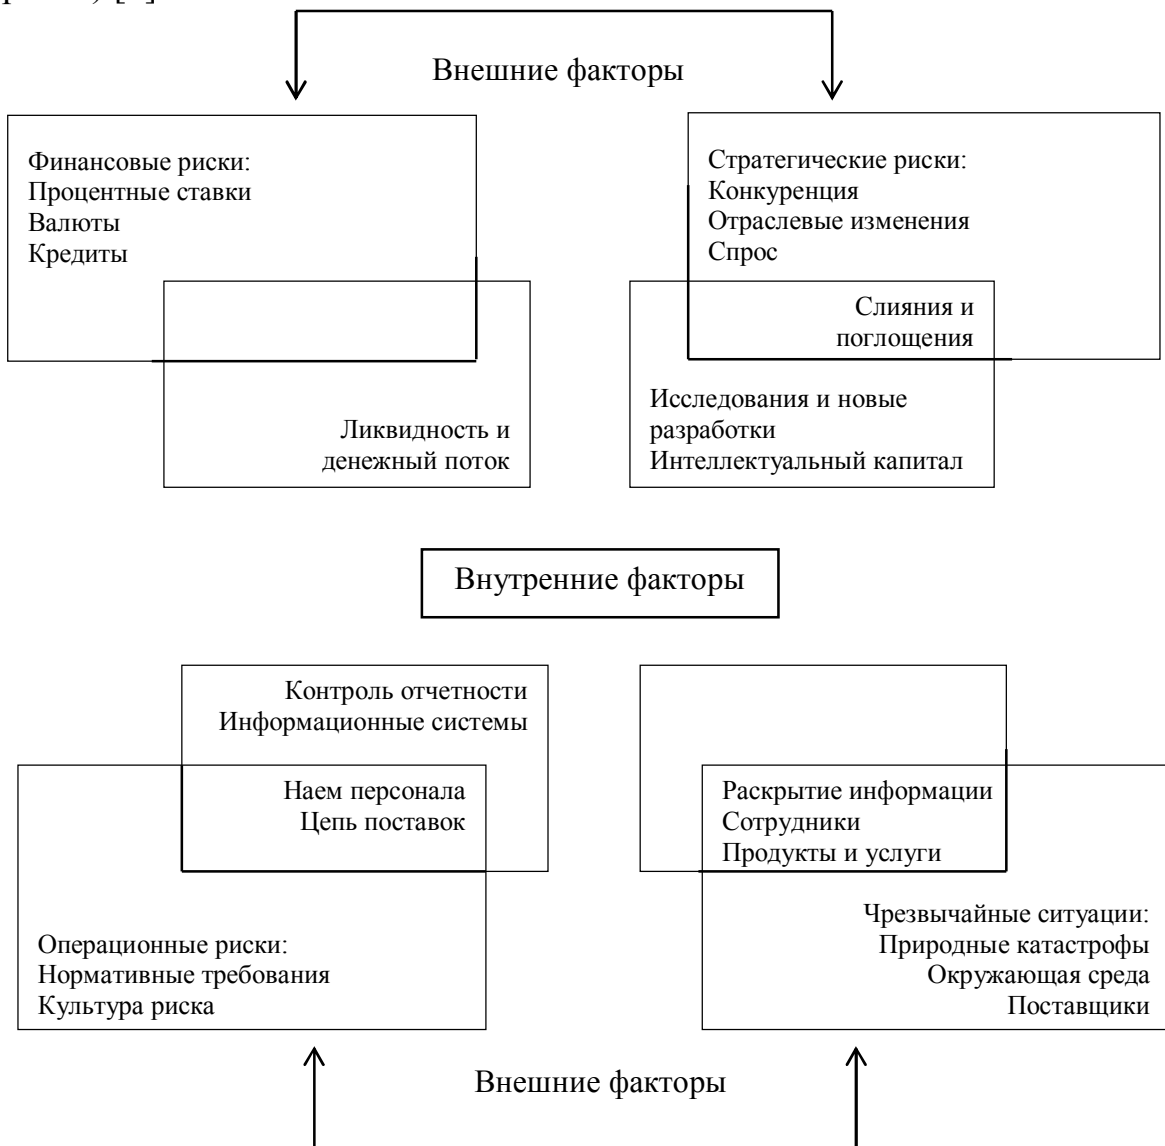 Внешние факторы
Финансовые риски:
Процентные ставки
Валюты
Кредиты
Ликвидность и
денежный поток
Стратегические риски:
Конкуренция
Отраслевые изменения
Спрос
Слияния и
поглощения
Исследования и новые
разработки
Интеллектуальный капитал
Внутренние факторы
Контроль отчетности
Информационные системы
Наем персонала
Цепь поставок
Операционные риски:
Нормативные требования
Культура риска
Раскрытие информации
Сотрудники
Продукты и услуги
Чрезвычайные ситуации:
Природные катастрофы
Окружающая среда
Поставщики
Внешние факторы